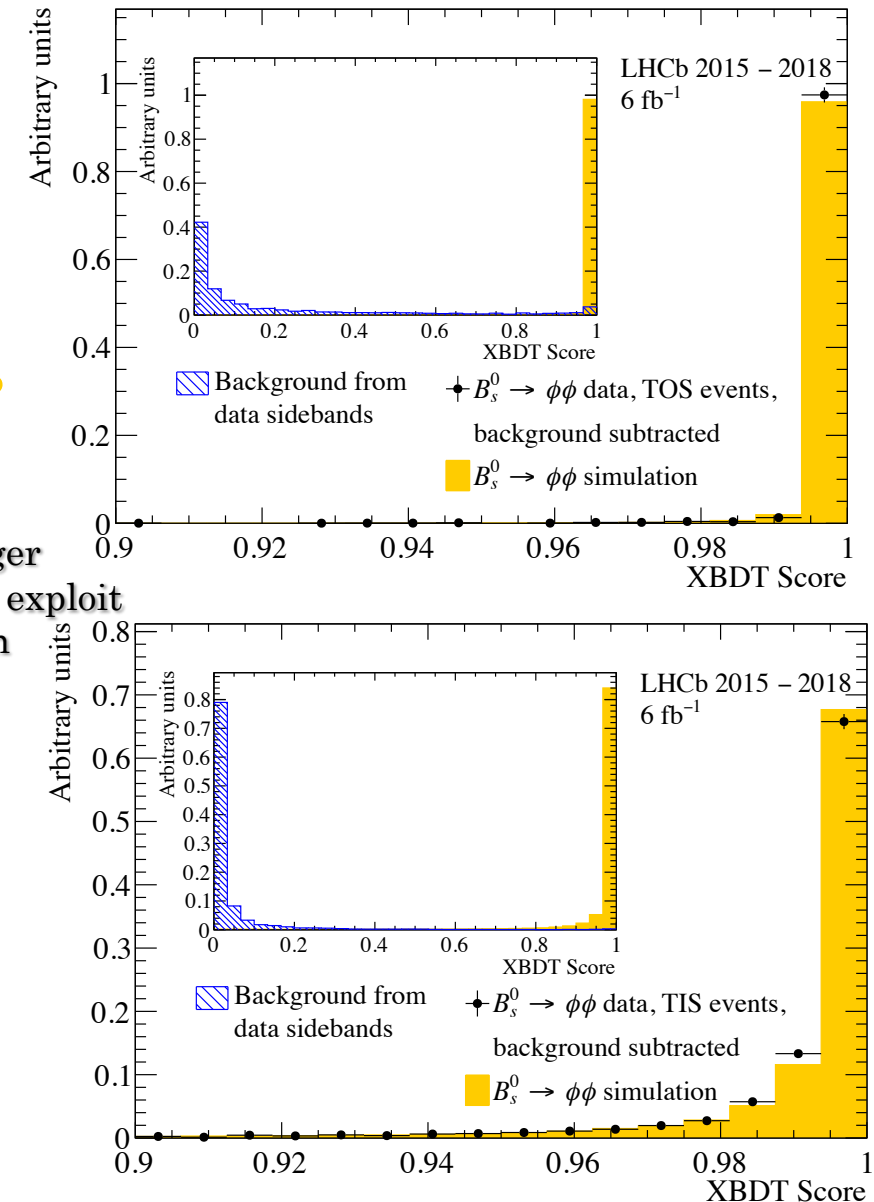 Arbitrary units
1
0.8
0.6
0.4
0.2
0
0.9 0.92 0.94 0.96 0.98 1
XBDT Score
LHCb 2015 – 2018
6 fb⁻¹
Arbitrary units
1
0.8
0.6
0.4
0.2
0
0 0.2 0.4 0.6 0.8 1
XBDT Score
Background from
data sidebands
B⁰ₛ → ϕϕ data, TOS events,
background subtracted
B⁰ₛ → ϕϕ simulation
exploit
Arbitrary units
0.8
0.7
0.6
0.5
0.4
0.3
0.2
0.1
0
0.9 0.92 0.94 0.96 0.98 1
XBDT Score
LHCb 2015 – 2018
6 fb⁻¹
Arbitrary units
0.8
0.7
0.6
0.5
0.4
0.3
0.2
0.1
0
0 0.2 0.4 0.6 0.8 1
XBDT Score
Background from
data sidebands
B⁰ₛ → ϕϕ data, TIS events,
background subtracted
B⁰ₛ → ϕϕ simulation